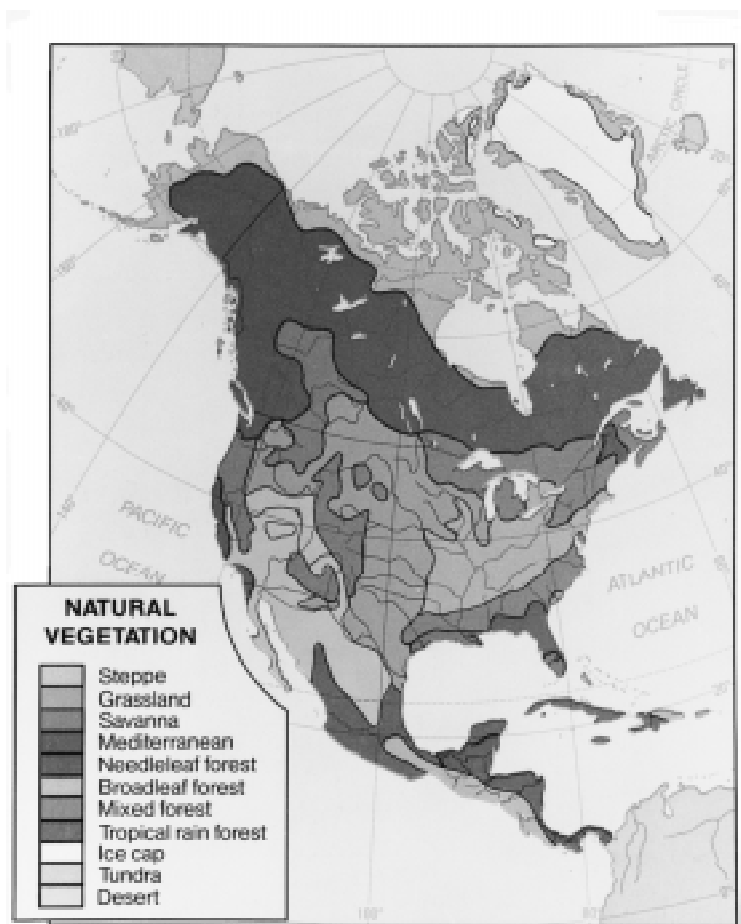 ARCTIC CIRCLE
PACIFIC
OCEAN
ATLANTIC
OCEAN
NATURAL
VEGETATION
Steppe
Grassland
Savanna
Mediterranean
Needleleaf forest
Broadleaf forest
Mixed forest
Tropical rain forest
Ice cap
Tundra
Desert